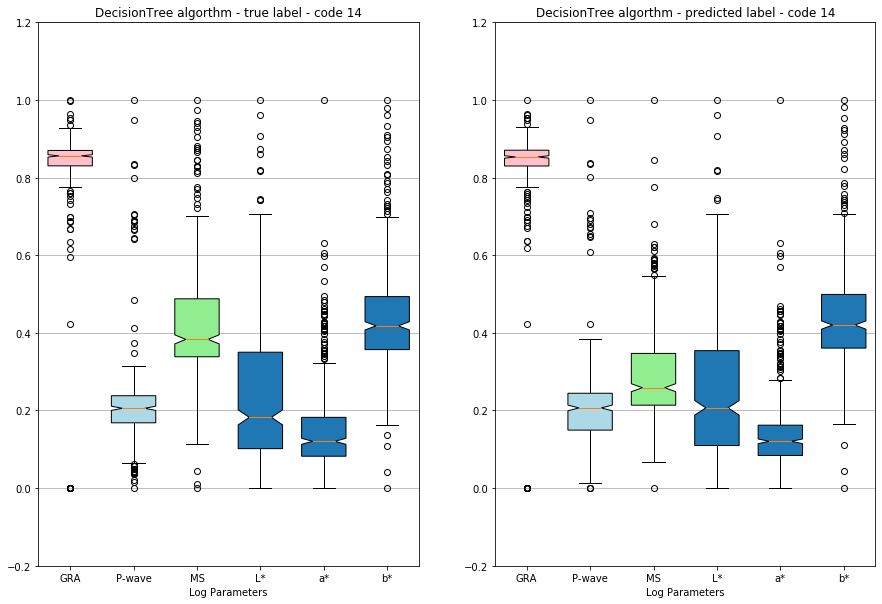 DecisionTree algorthm - true label - code 14
1.2
1.0
0.8
0.6
0.4
0.2
0.0
−0.2
GRA P-wave MS L* a* b*
Log Parameters
DecisionTree algorthm - predicted label - code 14
1.2
1.0
0.8
0.6
0.4
0.2
0.0
−0.2
GRA P-wave MS L* a* b*
Log Parameters